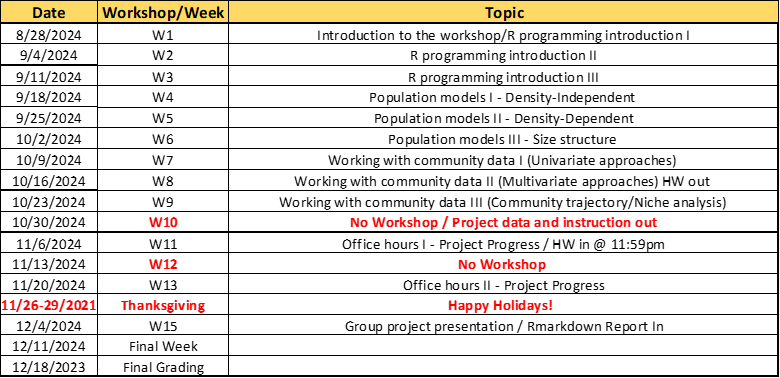 Date Workshop/Week Topic
8/28/2024 W1 Introduction to the workshop/R programming introduction I
9/4/2024 W2 R programming introduction II
9/11/2024 W3 R programming introduction III
9/18/2024 W4 Population models I - Density-Independent
9/25/2024 W5 Population models II - Density-Dependent
10/2/2024 W6 Population models III - Size structure
10/9/2024 W7 Working with community data I (Univariate approaches)
10/16/2024 W8 Working with community data II (Multivariate approaches) HW out
10/23/2024 W9 Working with community data III (Community trajectory/Niche analysis)
10/30/2024 W10 No Workshop / Project data and instruction out
11/6/2024 W11 Office hours I - Project Progress / HW in @ 11:59pm
11/13/2024 W12 No Workshop
11/20/2024 W13 Office hours II - Project Progress
11/26-29/2021 Thanksgiving Happy Holidays!
12/4/2024 W15 Group project presentation / Rmarkdown Report In
12/11/2024 Final Week
12/18/2023 Final Grading